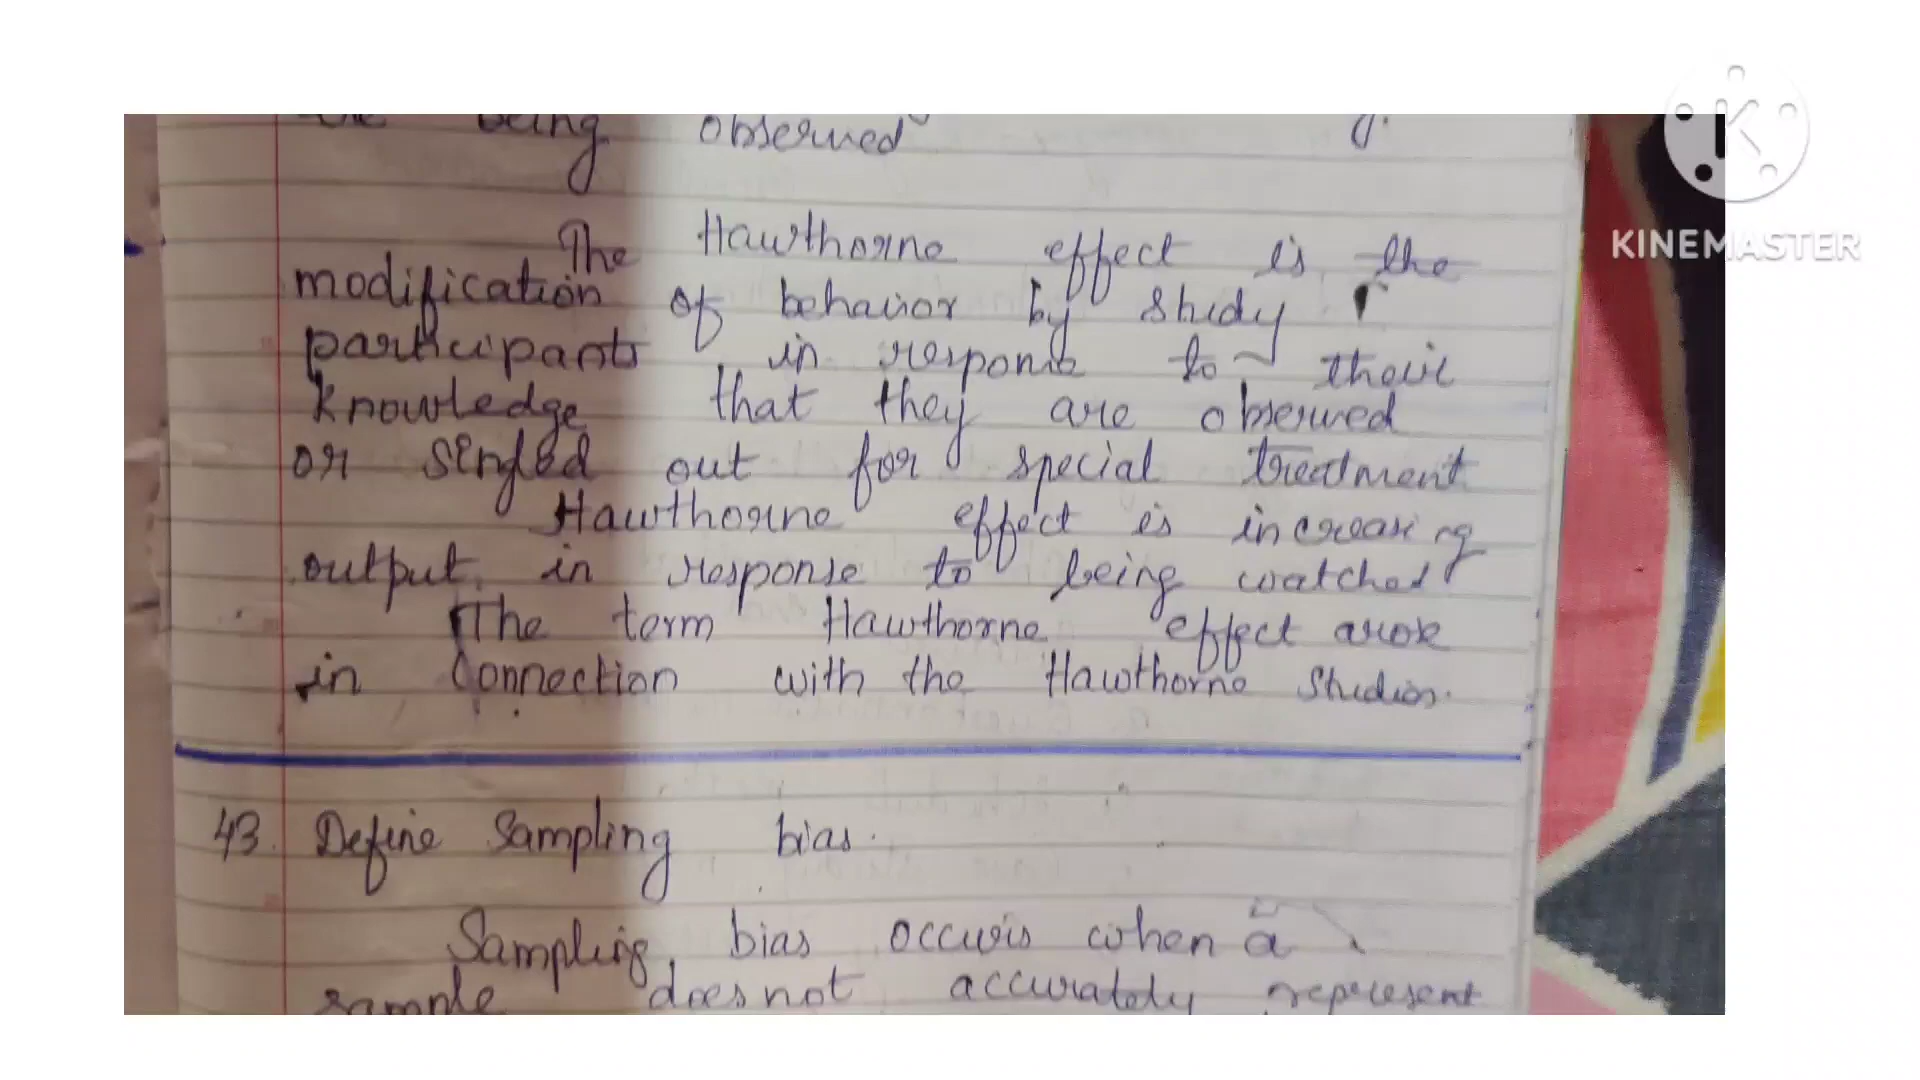 being observed
The Hawthorne effect is the
modification of behavior by study
participants in response to their
knowledge that they are observed
or singled out for special treatment
Hawthorne effect is increasing
output in response to being watched
The term Hawthorne effect arose
in Connection with the Hawthorne Studies.
43. Define Sampling bias.
Sampling bias occurs when a
sample does not accurately represent
KINEMASTER